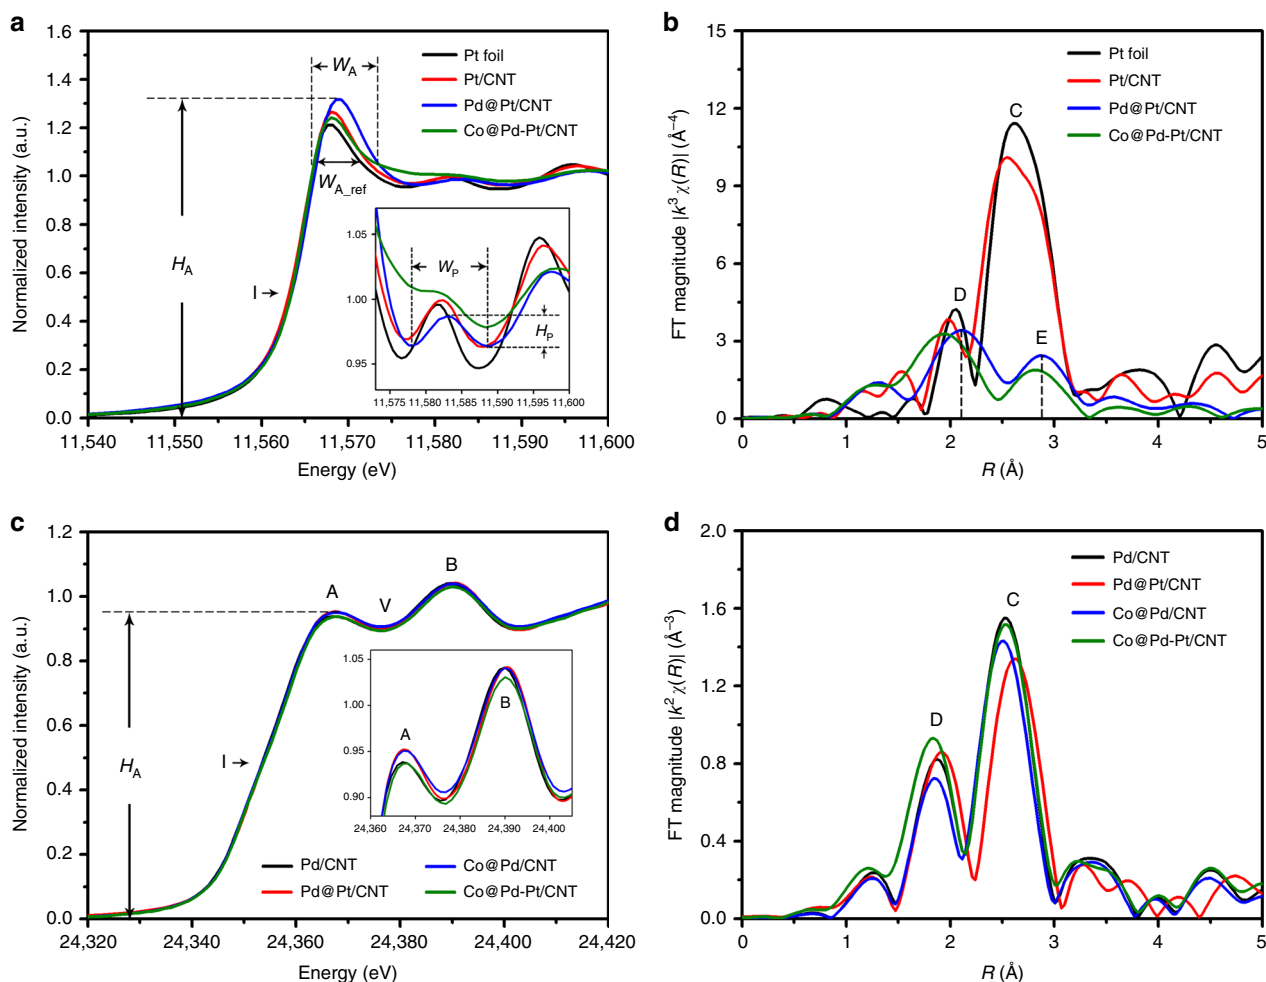 a
1.6
1.4
1.2
1.0
0.8
0.6
0.4
0.2
0.0
Normalized intensity (a.u.)
W_A
Pt foil
Pt/CNT
Pd@Pt/CNT
Co@Pd-Pt/CNT
W_A_ref
H_A
I
1.05
1.00
0.95
W_P
H_P
11,575 11,580 11,585 11,590 11,595 11,600
11,540 11,550 11,560 11,570 11,580 11,590 11,600
Energy (eV)
b
15
12
9
6
3
0
FT magnitude |k³χ(R)| (Å⁻⁴)
Pt foil
Pt/CNT
Pd@Pt/CNT
Co@Pd-Pt/CNT
C
D
E
0 1 2 3 4 5
R (Å)
c
1.2
1.0
0.8
0.6
0.4
0.2
0.0
Normalized intensity (a.u.)
A
V
B
H_A
I
1.05
1.00
0.95
0.90
A
B
24,360 24,370 24,380 24,390 24,400
Pd/CNT
Pd@Pt/CNT
Co@Pd/CNT
Co@Pd-Pt/CNT
24,320 24,340 24,360 24,380 24,400 24,420
Energy (eV)
d
2.0
1.6
1.2
0.8
0.4
0.0
FT magnitude |k²χ(R)| (Å⁻³)
Pd/CNT
Pd@Pt/CNT
Co@Pd/CNT
Co@Pd-Pt/CNT
C
D
0 1 2 3 4 5
R (Å)